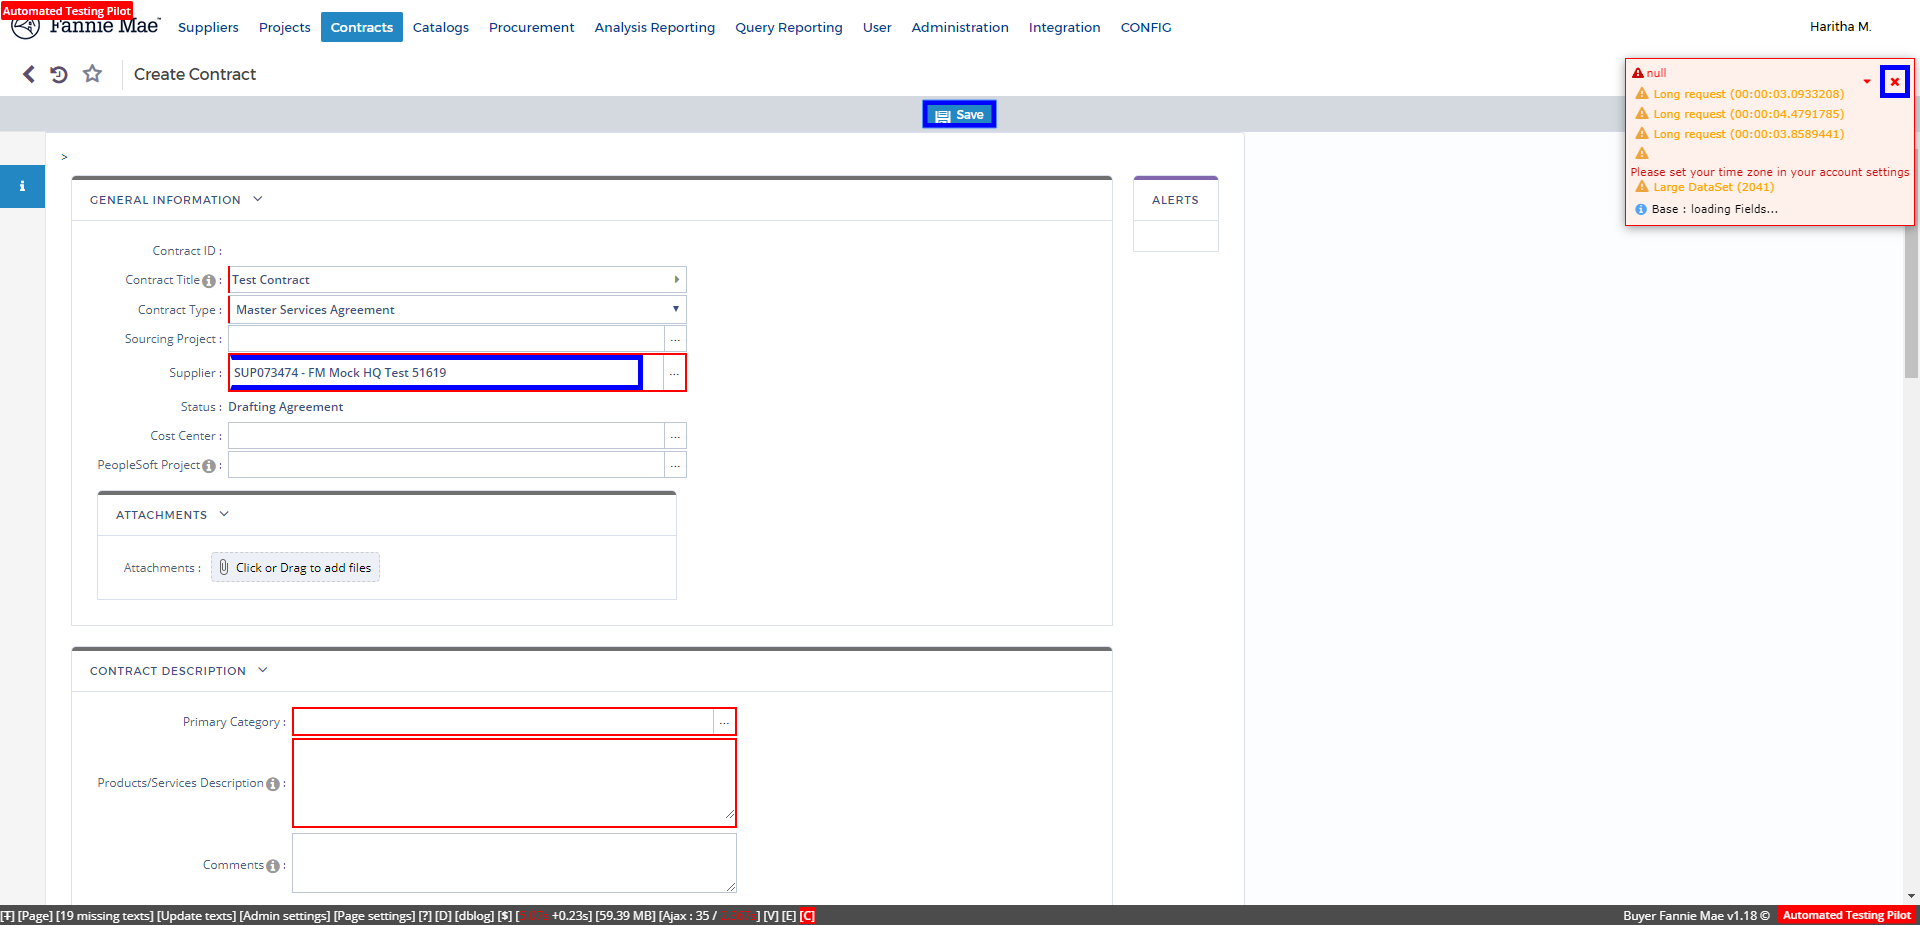 Automated Testing Pilot
Fannie Mae
Suppliers Projects Contracts Catalogs Procurement Analysis Reporting Query Reporting User Administration Integration CONFIG
Haritha M.
Create Contract
Save
null
Long request (00:00:03.0933208)
Long request (00:00:04.4791785)
Long request (00:00:03.8589441)
Please set your time zone in your account settings
Large DataSet (2041)
Base : loading Fields...
>
GENERAL INFORMATION
ALERTS
Contract ID :
Contract Title : Test Contract
Contract Type : Master Services Agreement
Sourcing Project : ...
Supplier : SUP073474 - FM Mock HQ Test 51619 ...
Status : Drafting Agreement
Cost Center : ...
PeopleSoft Project : ...
ATTACHMENTS
Attachments : Click or Drag to add files
CONTRACT DESCRIPTION
Primary Category : ...
Products/Services Description :
Comments :
[T] [Page] [19 missing texts] [Update texts] [Admin settings] [Page settings] [?] [D] [dblog] [$] [ +0.23s] [59.39 MB] [Ajax : 35 / ] [V] [E] [C]
Buyer Fannie Mae v1.18 © Automated Testing Pilot